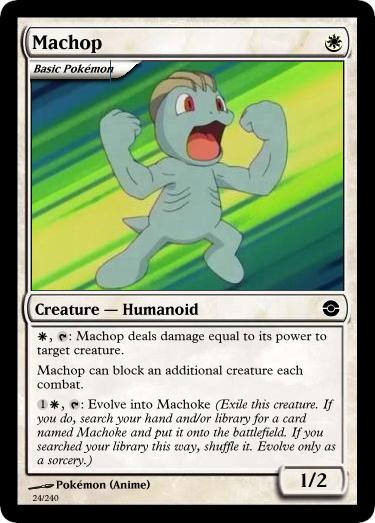 Machop
Basic Pokémon
Creature — Humanoid
, : Machop deals damage equal to its power to
target creature.
Machop can block an additional creature each
combat.
1, : Evolve into Machoke (Exile this creature. If
you do, search your hand and/or library for a card
named Machoke and put it onto the battlefield. If you
searched your library this way, shuffle it. Evolve only as
a sorcery.)
1/2
Pokémon (Anime)
24/240